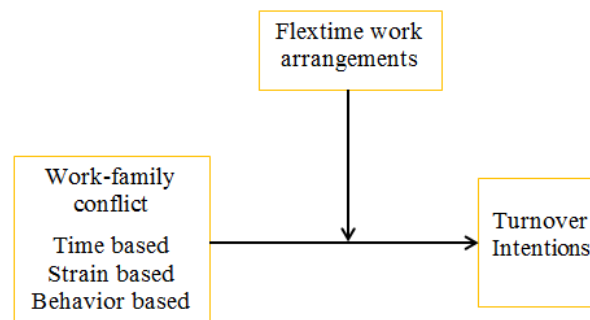 Flextime work
arrangements
Work-family
conflict
Time based
Strain based
Behavior based
Turnover
Intentions